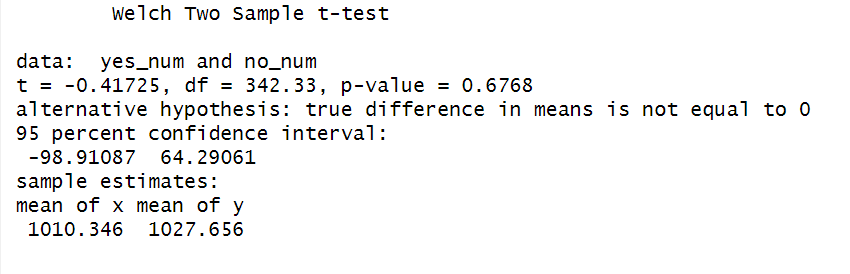 Welch Two Sample t-test
data:  yes_num and no_num
t = -0.41725, df = 342.33, p-value = 0.6768
alternative hypothesis: true difference in means is not equal to 0
95 percent confidence interval:
-98.91087  64.29061
sample estimates:
mean of x mean of y
1010.346  1027.656